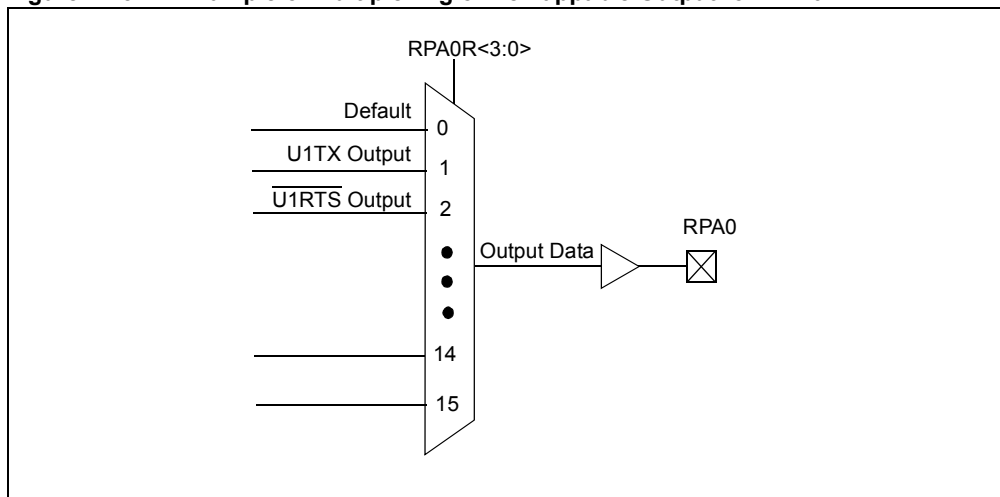 RPA0R<3:0>
Default
0
U1TX Output
1
U1RTS Output
2
RPA0
Output Data
14
15